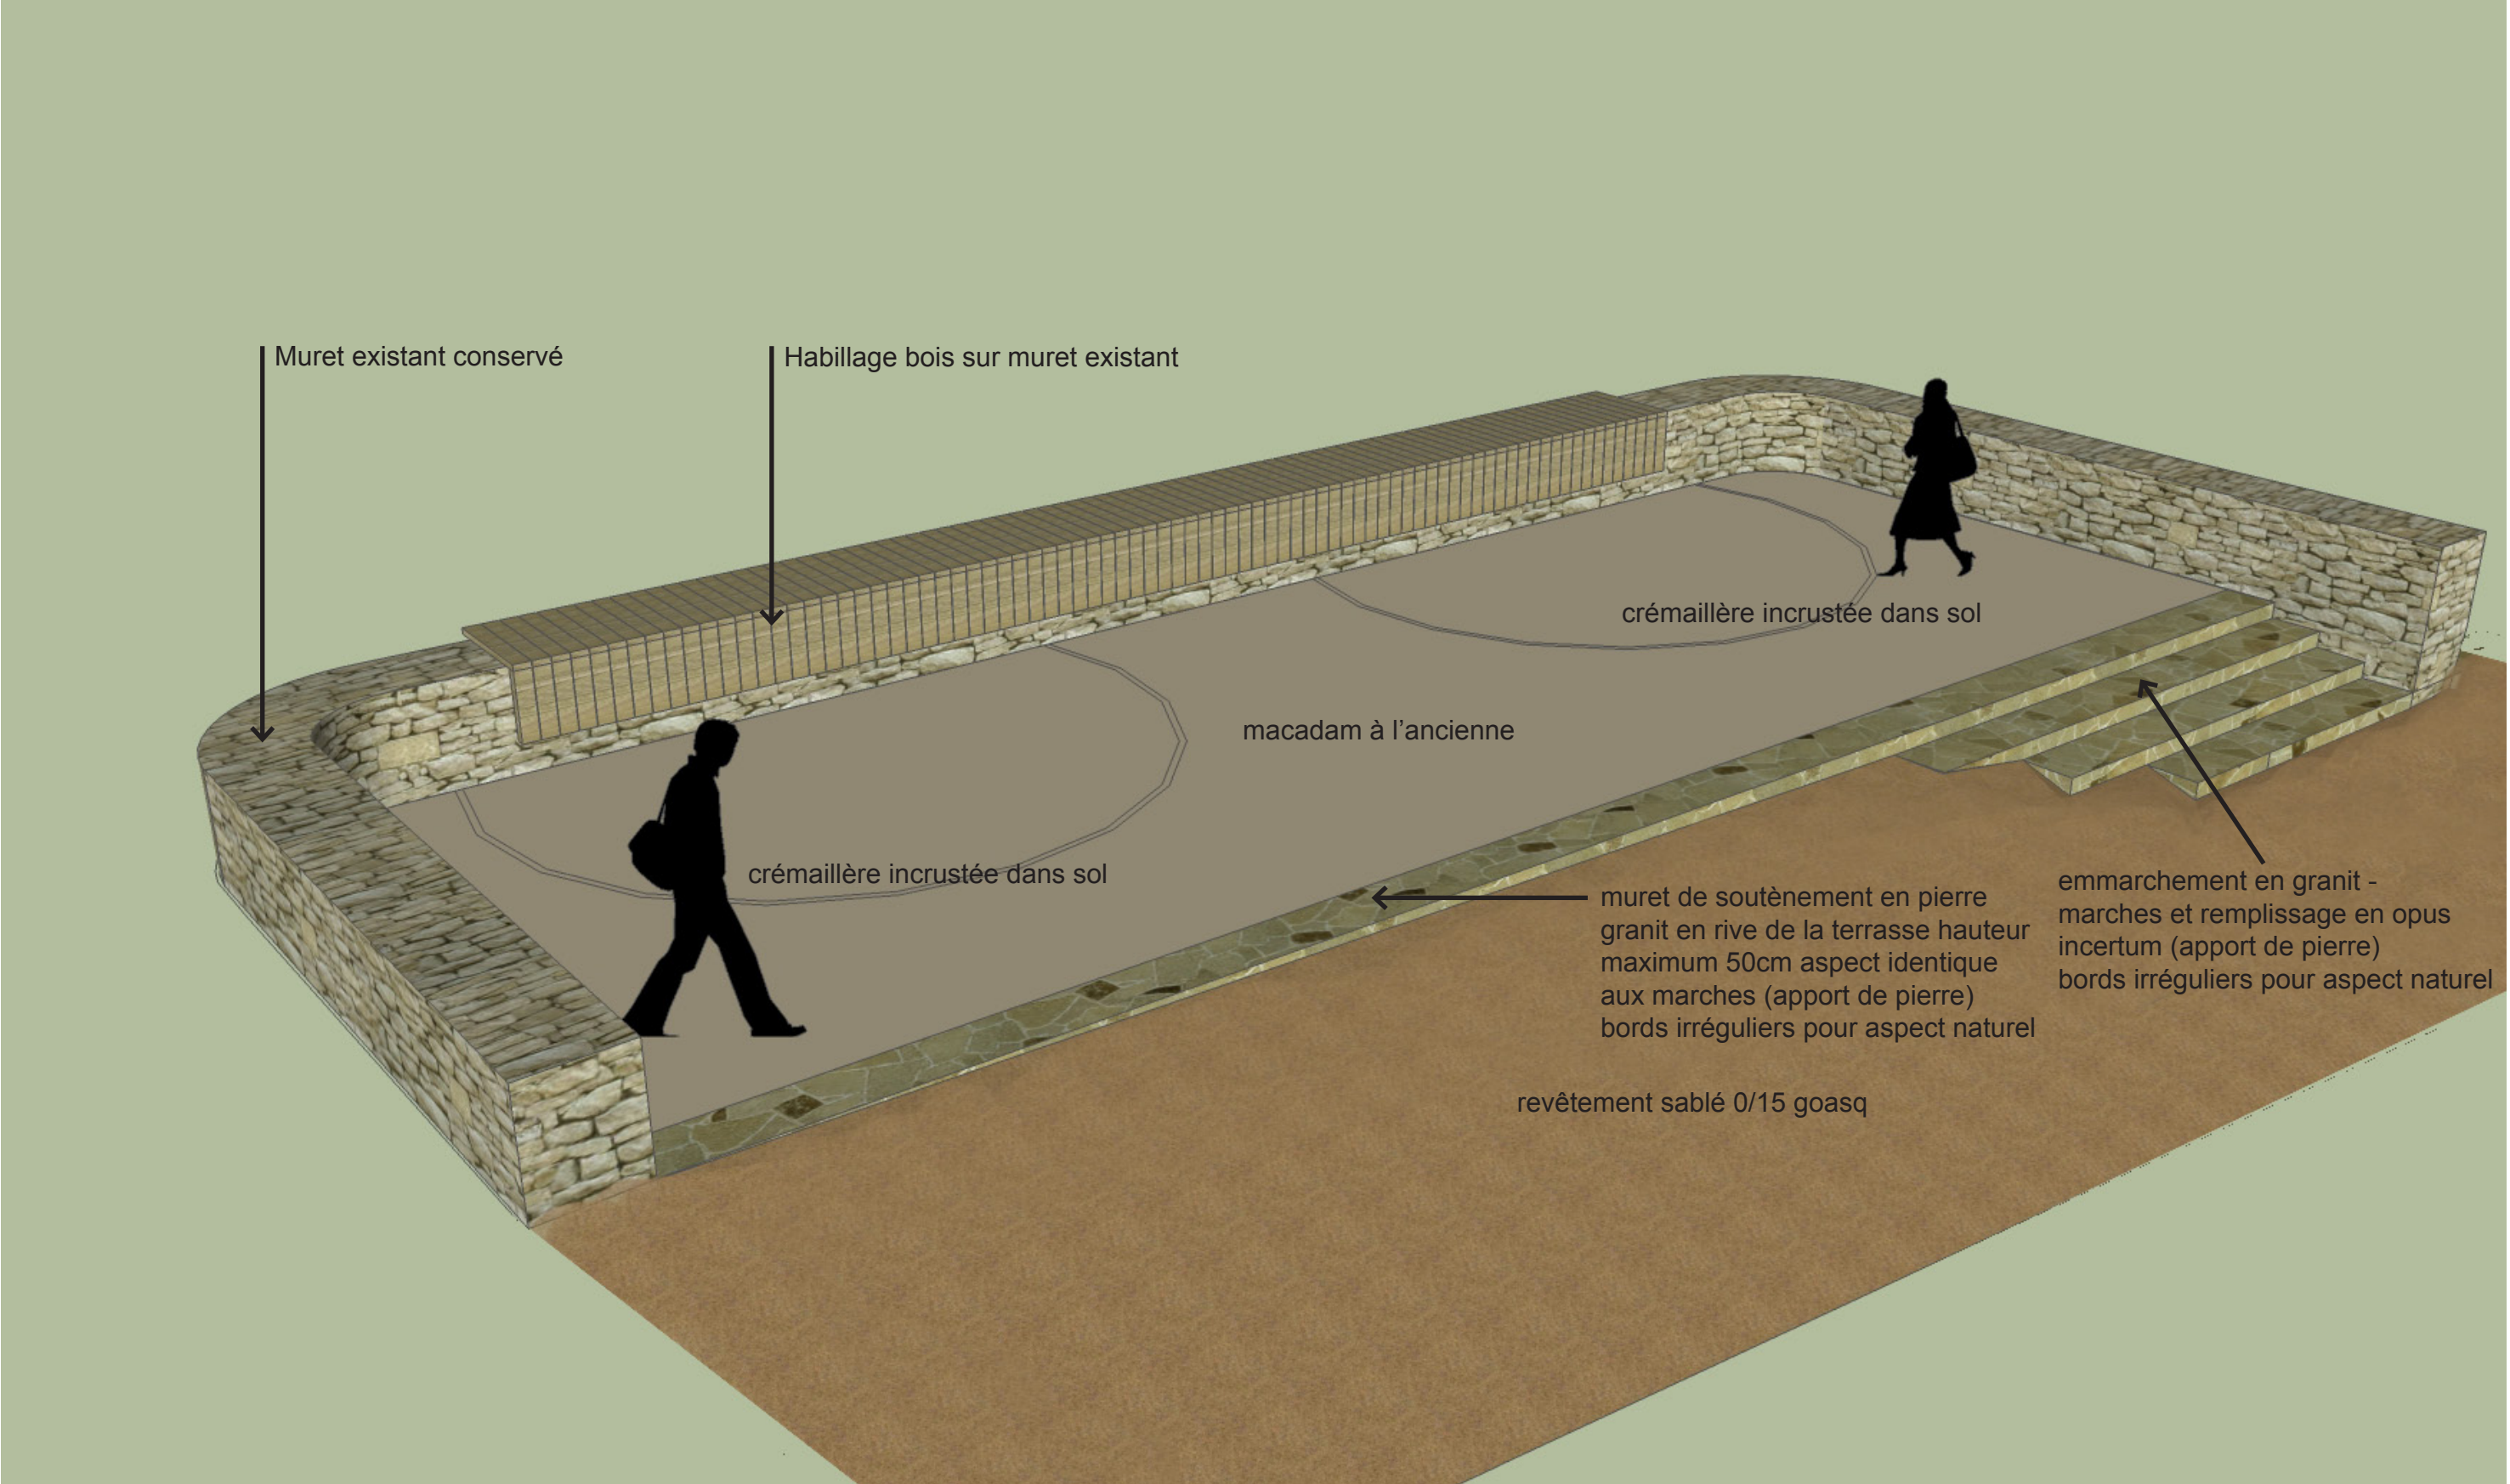 Muret existant conservé
Habillage bois sur muret existant
crémaillère incrustée dans sol
macadam à l'ancienne
crémaillère incrustée dans sol
muret de soutènement en pierre
granit en rive de la terrasse hauteur
maximum 50cm aspect identique
aux marches (apport de pierre)
bords irréguliers pour aspect naturel
emmarchement en granit -
marches et remplissage en opus
incertum (apport de pierre)
bords irréguliers pour aspect naturel
revêtement sablé 0/15 goasq